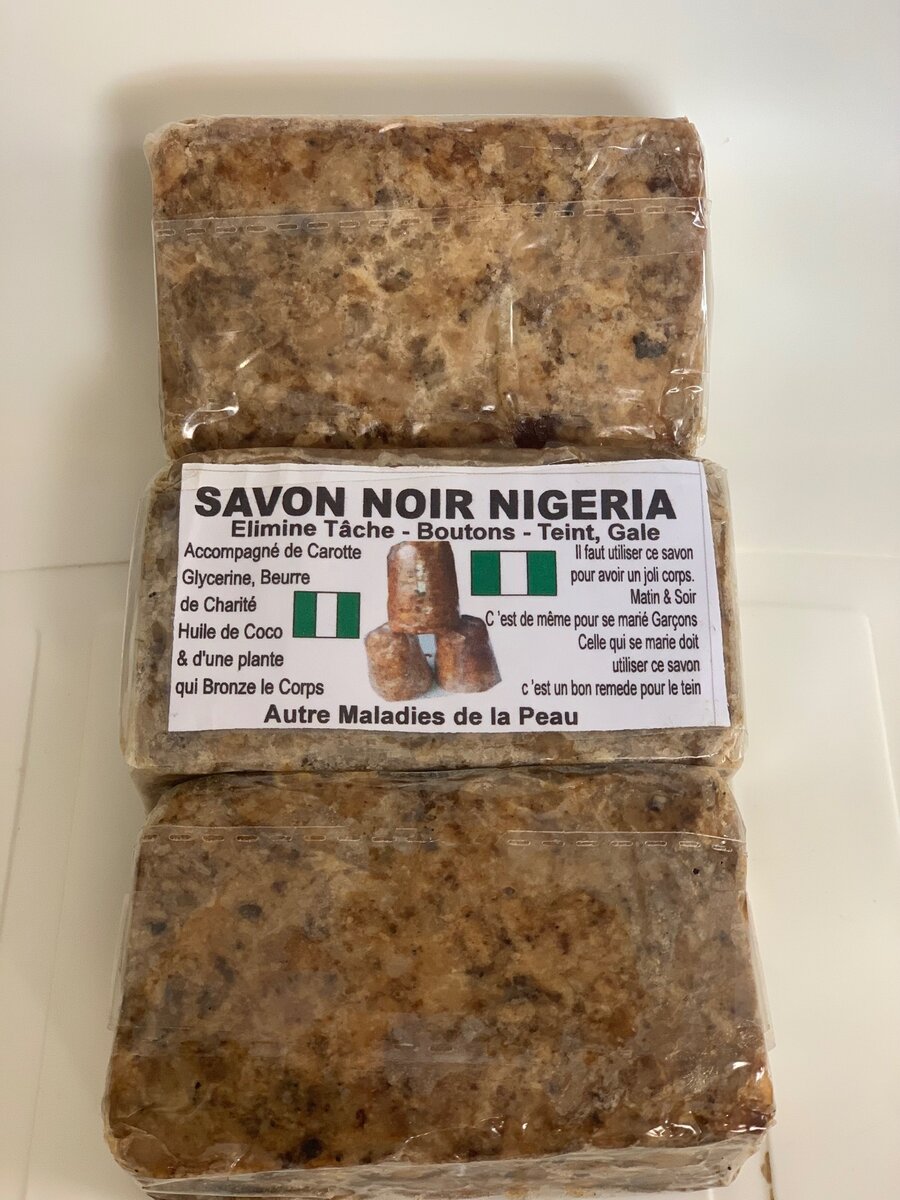 SAVON NOIR NIGERIA
Elimine Tâche - Boutons - Teint, Gale
Accompagné de Carotte
Glycerine, Beurre
de Charité
Huile de Coco
& d'une plante
qui Bronze le Corps
Il faut utiliser ce savon
pour avoir un joli corps.
Matin & Soir
C 'est de même pour se marié Garçons
Celle qui se marie doit
utiliser ce savon
c 'est un bon remede pour le tein
Autre Maladies de la Peau